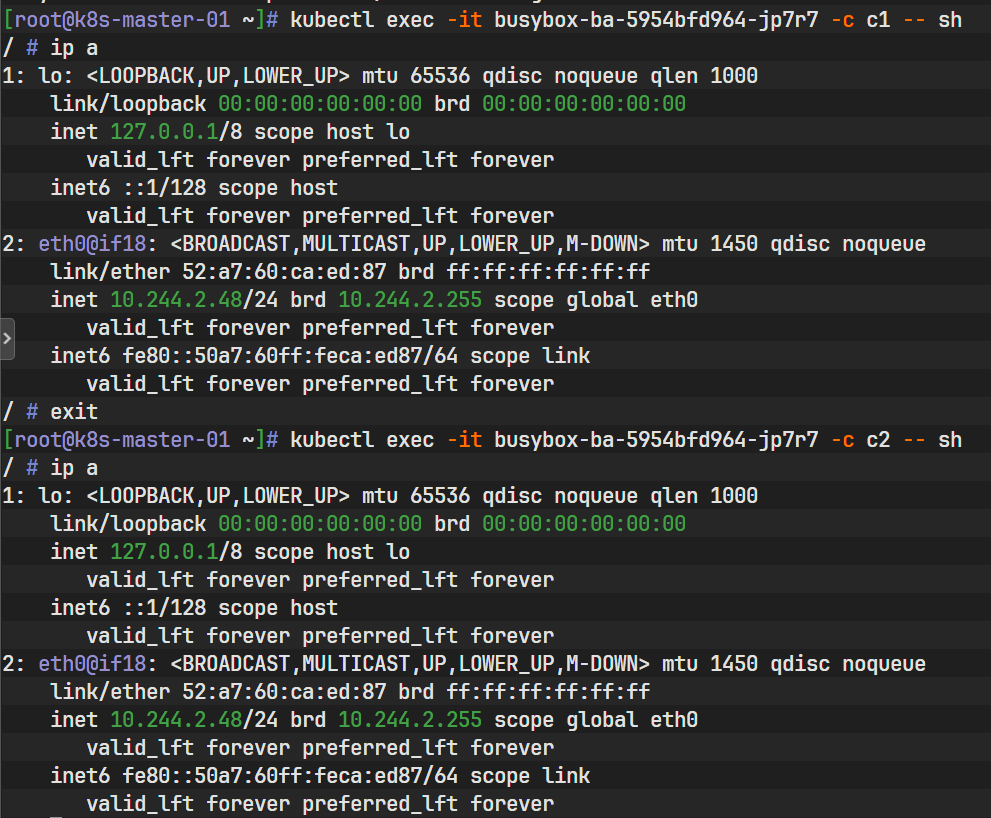 [root@k8s-master-01 ~]# kubectl exec -it busybox-ba-5954bfd964-jp7r7 -c c1 -- sh
/ # ip a
1: lo: <LOOPBACK,UP,LOWER_UP> mtu 65536 qdisc noqueue qlen 1000
    link/loopback 00:00:00:00:00:00 brd 00:00:00:00:00:00
    inet 127.0.0.1/8 scope host lo
       valid_lft forever preferred_lft forever
    inet6 ::1/128 scope host
       valid_lft forever preferred_lft forever
2: eth0@if18: <BROADCAST,MULTICAST,UP,LOWER_UP,M-DOWN> mtu 1450 qdisc noqueue
    link/ether 52:a7:60:ca:ed:87 brd ff:ff:ff:ff:ff:ff
    inet 10.244.2.48/24 brd 10.244.2.255 scope global eth0
       valid_lft forever preferred_lft forever
    inet6 fe80::50a7:60ff:feca:ed87/64 scope link
       valid_lft forever preferred_lft forever
/ # exit
[root@k8s-master-01 ~]# kubectl exec -it busybox-ba-5954bfd964-jp7r7 -c c2 -- sh
/ # ip a
1: lo: <LOOPBACK,UP,LOWER_UP> mtu 65536 qdisc noqueue qlen 1000
    link/loopback 00:00:00:00:00:00 brd 00:00:00:00:00:00
    inet 127.0.0.1/8 scope host lo
       valid_lft forever preferred_lft forever
    inet6 ::1/128 scope host
       valid_lft forever preferred_lft forever
2: eth0@if18: <BROADCAST,MULTICAST,UP,LOWER_UP,M-DOWN> mtu 1450 qdisc noqueue
    link/ether 52:a7:60:ca:ed:87 brd ff:ff:ff:ff:ff:ff
    inet 10.244.2.48/24 brd 10.244.2.255 scope global eth0
       valid_lft forever preferred_lft forever
    inet6 fe80::50a7:60ff:feca:ed87/64 scope link
       valid_lft forever preferred_lft forever